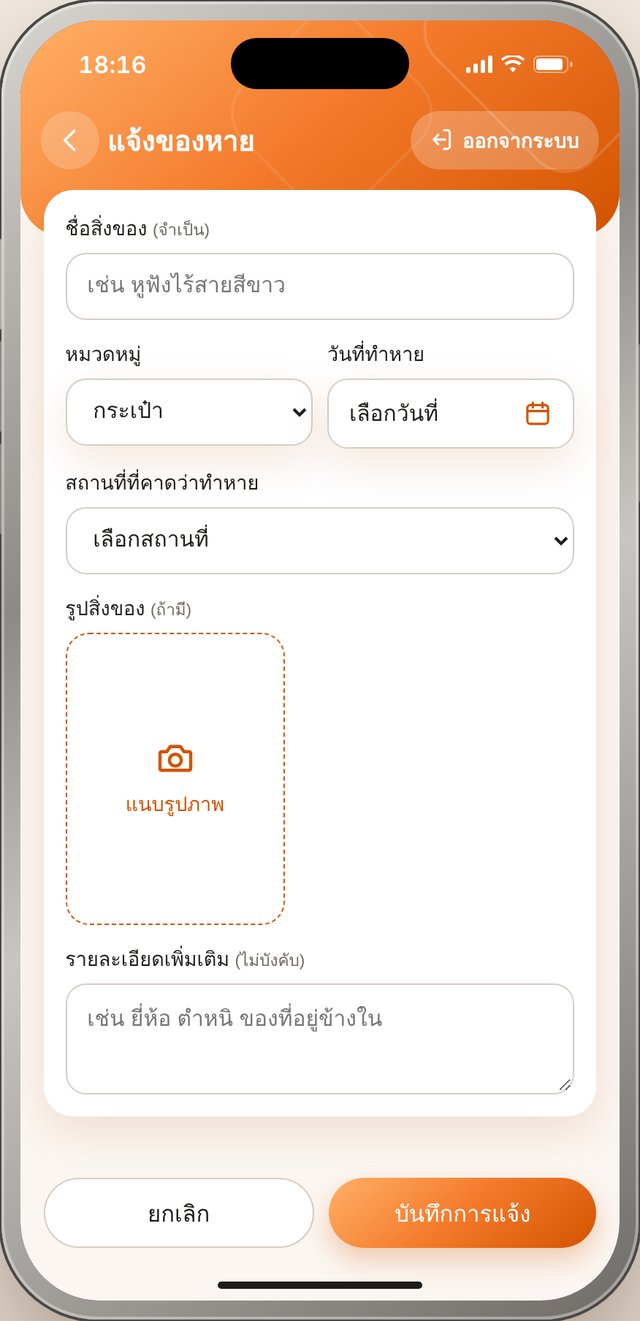 18:16
แจ้งของหาย
ออกจากระบบ
ชื่อสิ่งของ (จำเป็น)
เช่น หูฟังไร้สายสีขาว
หมวดหมู่
วันที่ทำหาย
กระเป๋า
เลือกวันที่
สถานที่ที่คาดว่าทำหาย
เลือกสถานที่
รูปสิ่งของ (ถ้ามี)
แนบรูปภาพ
รายละเอียดเพิ่มเติม (ไม่บังคับ)
เช่น ยี่ห้อ ตำหนิ ของที่อยู่ข้างใน
ยกเลิก
บันทึกการแจ้ง